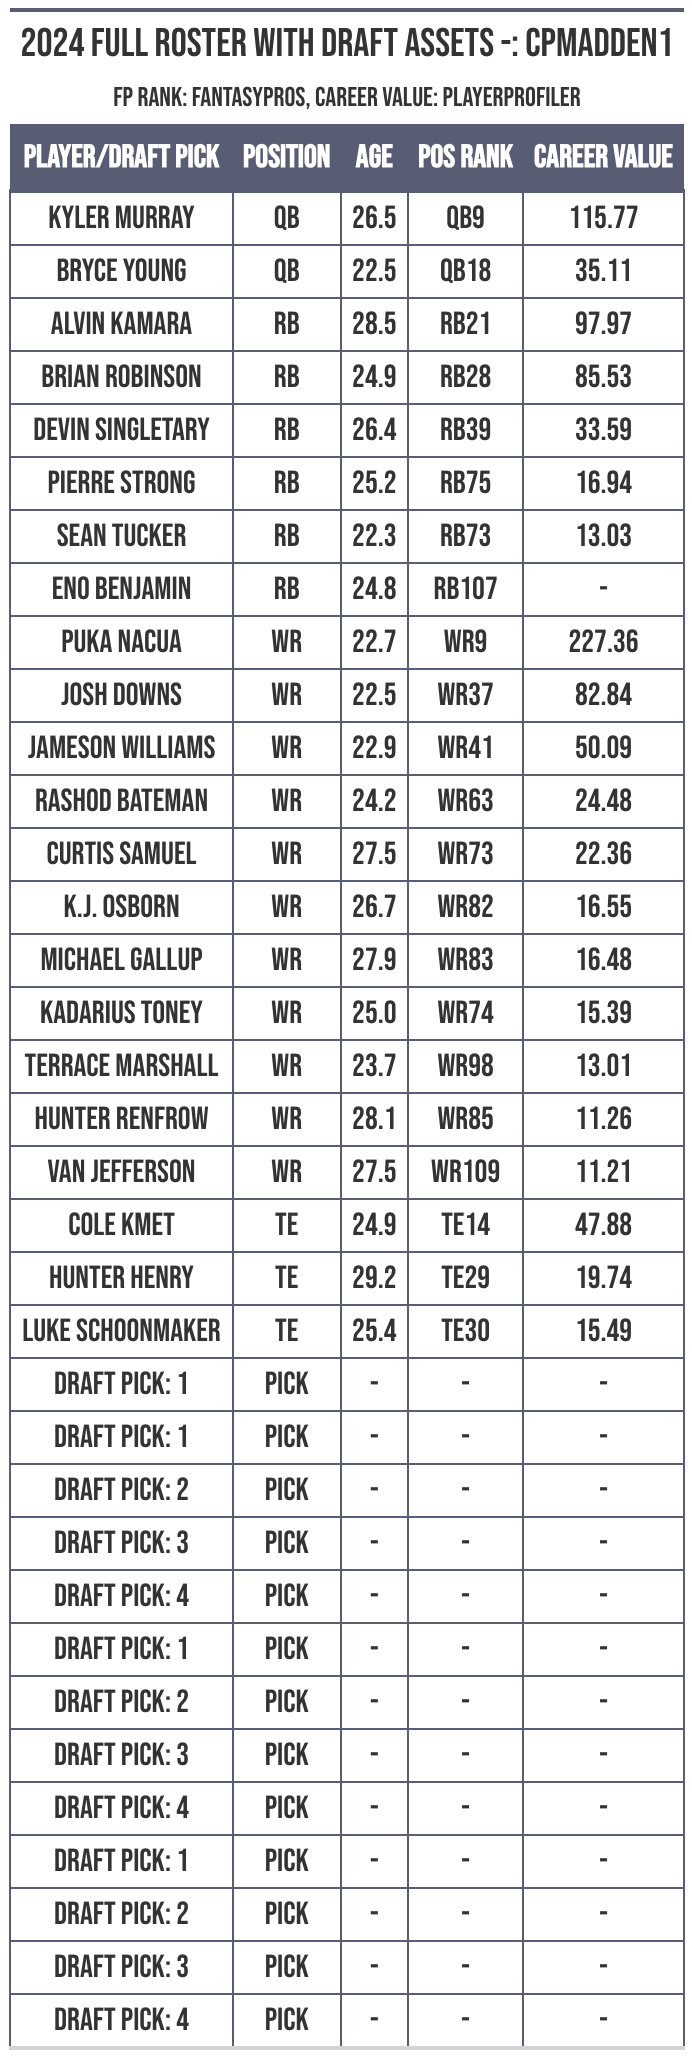 2024 FULL ROSTER WITH DRAFT ASSETS -: CPMADDEN1
FP RANK: FANTASYPROS, CAREER VALUE: PLAYERPROFILER
PLAYER/DRAFT PICK POSITION AGE POS RANK CAREER VALUE
KYLER MURRAY QB 26.5 QB9 115.77
BRYCE YOUNG QB 22.5 QB18 35.11
ALVIN KAMARA RB 28.5 RB21 97.97
BRIAN ROBINSON RB 24.9 RB28 85.53
DEVIN SINGLETARY RB 26.4 RB39 33.59
PIERRE STRONG RB 25.2 RB75 16.94
SEAN TUCKER RB 22.3 RB73 13.03
ENO BENJAMIN RB 24.8 RB107 -
PUKA NACUA WR 22.7 WR9 227.36
JOSH DOWNS WR 22.5 WR37 82.84
JAMESON WILLIAMS WR 22.9 WR41 50.09
RASHOD BATEMAN WR 24.2 WR63 24.48
CURTIS SAMUEL WR 27.5 WR73 22.36
K.J. OSBORN WR 26.7 WR82 16.55
MICHAEL GALLUP WR 27.9 WR83 16.48
KADARIUS TONEY WR 25.0 WR74 15.39
TERRACE MARSHALL WR 23.7 WR98 13.01
HUNTER RENFROW WR 28.1 WR85 11.26
VAN JEFFERSON WR 27.5 WR109 11.21
COLE KMET TE 24.9 TE14 47.88
HUNTER HENRY TE 29.2 TE29 19.74
LUKE SCHOONMAKER TE 25.4 TE30 15.49
DRAFT PICK: 1 PICK - - -
DRAFT PICK: 1 PICK - - -
DRAFT PICK: 2 PICK - - -
DRAFT PICK: 3 PICK - - -
DRAFT PICK: 4 PICK - - -
DRAFT PICK: 1 PICK - - -
DRAFT PICK: 2 PICK - - -
DRAFT PICK: 3 PICK - - -
DRAFT PICK: 4 PICK - - -
DRAFT PICK: 1 PICK - - -
DRAFT PICK: 2 PICK - - -
DRAFT PICK: 3 PICK - - -
DRAFT PICK: 4 PICK - - -